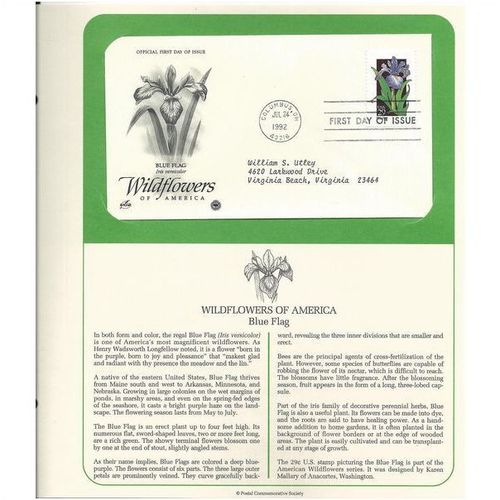 OFFICIAL FIRST DAY OF ISSUE
BLUE FLAG
Iris versicolor
Wildflowers
OF AMERICA
COLUMBUS, OH
JUL 24
1992
43216
29
FIRST DAY OF ISSUE
William S. Utley
4620 Larkwood Drive
Virginia Beach, Virginia 23464
WILDFLOWERS OF AMERICA
Blue Flag
In both form and color, the regal Blue Flag (Iris versicolor)
is one of America's most magnificent wildflowers. As
Henry Wadsworth Longfellow noted, it is a flower "born in
the purple, born to joy and pleasance" that "makest glad
and radiant with thy presence the meadow and the lin."
A native of the eastern United States, Blue Flag thrives
from Maine south and west to Arkansas, Minnesota, and
Nebraska. Growing in large colonies on the wet margins of
ponds, in marshy areas, and even on the spring-fed edges
of the seashore, it casts a bright purple haze on the land-
scape. The flowering season lasts from May to July.
The Blue Flag is an erect plant up to four feet high. Its
numerous flat, sword-shaped leaves, two or more feet long,
are a rich green. The showy terminal flowers blossom one
by one at the end of stout, slightly angled stems.
As their name implies, Blue Flags are colored a deep blue-
purple. The flowers consist of six parts. The three large outer
petals are prominently veined. They curve gracefully back-
ward, revealing the three inner divisions that are smaller and
erect.
Bees are the principal agents of cross-fertilization of the
plant. However, some species of butterflies are capable of
robbing the flower of its nectar, which is difficult to reach.
The blossoms have little fragrance. After the blossoming
season, fruit appears in the form of a long, three-lobed cap-
sule.
Part of the iris family of decorative perennial herbs, Blue
Flag is also a useful plant. Its flowers can be made into dye,
and the roots are said to have healing power. As a hand-
some addition to home gardens, it is often planted in the
background of flower borders or at the edge of wooded
areas. The plant is easily cultivated and can be transplant-
ed at any stage of growth.
The 29¢ U.S. stamp picturing the Blue Flag is part of the
American Wildflowers series. It was designed by Karen
Mallary of Anacortes, Washington.
© Postal Commemorative Society